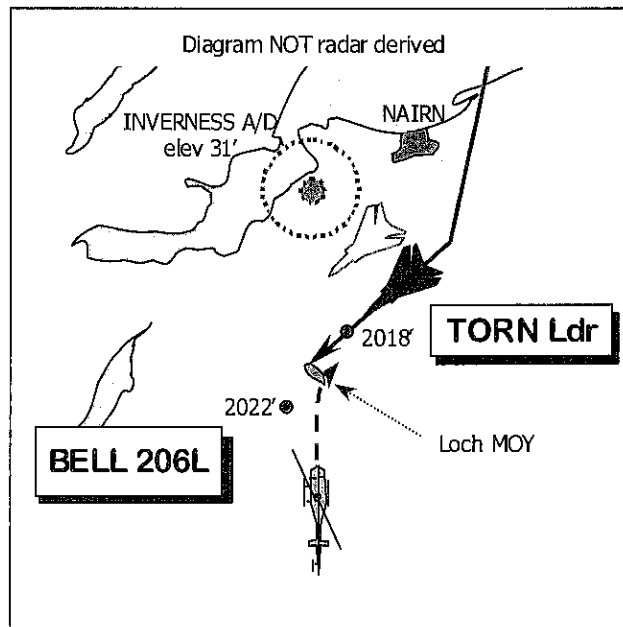 Diagram NOT radar derived
INVERNESS A/D
elev 31'
NAIRN
2018'
TORN Ldr
2022'
BELL 206L
Loch MOY